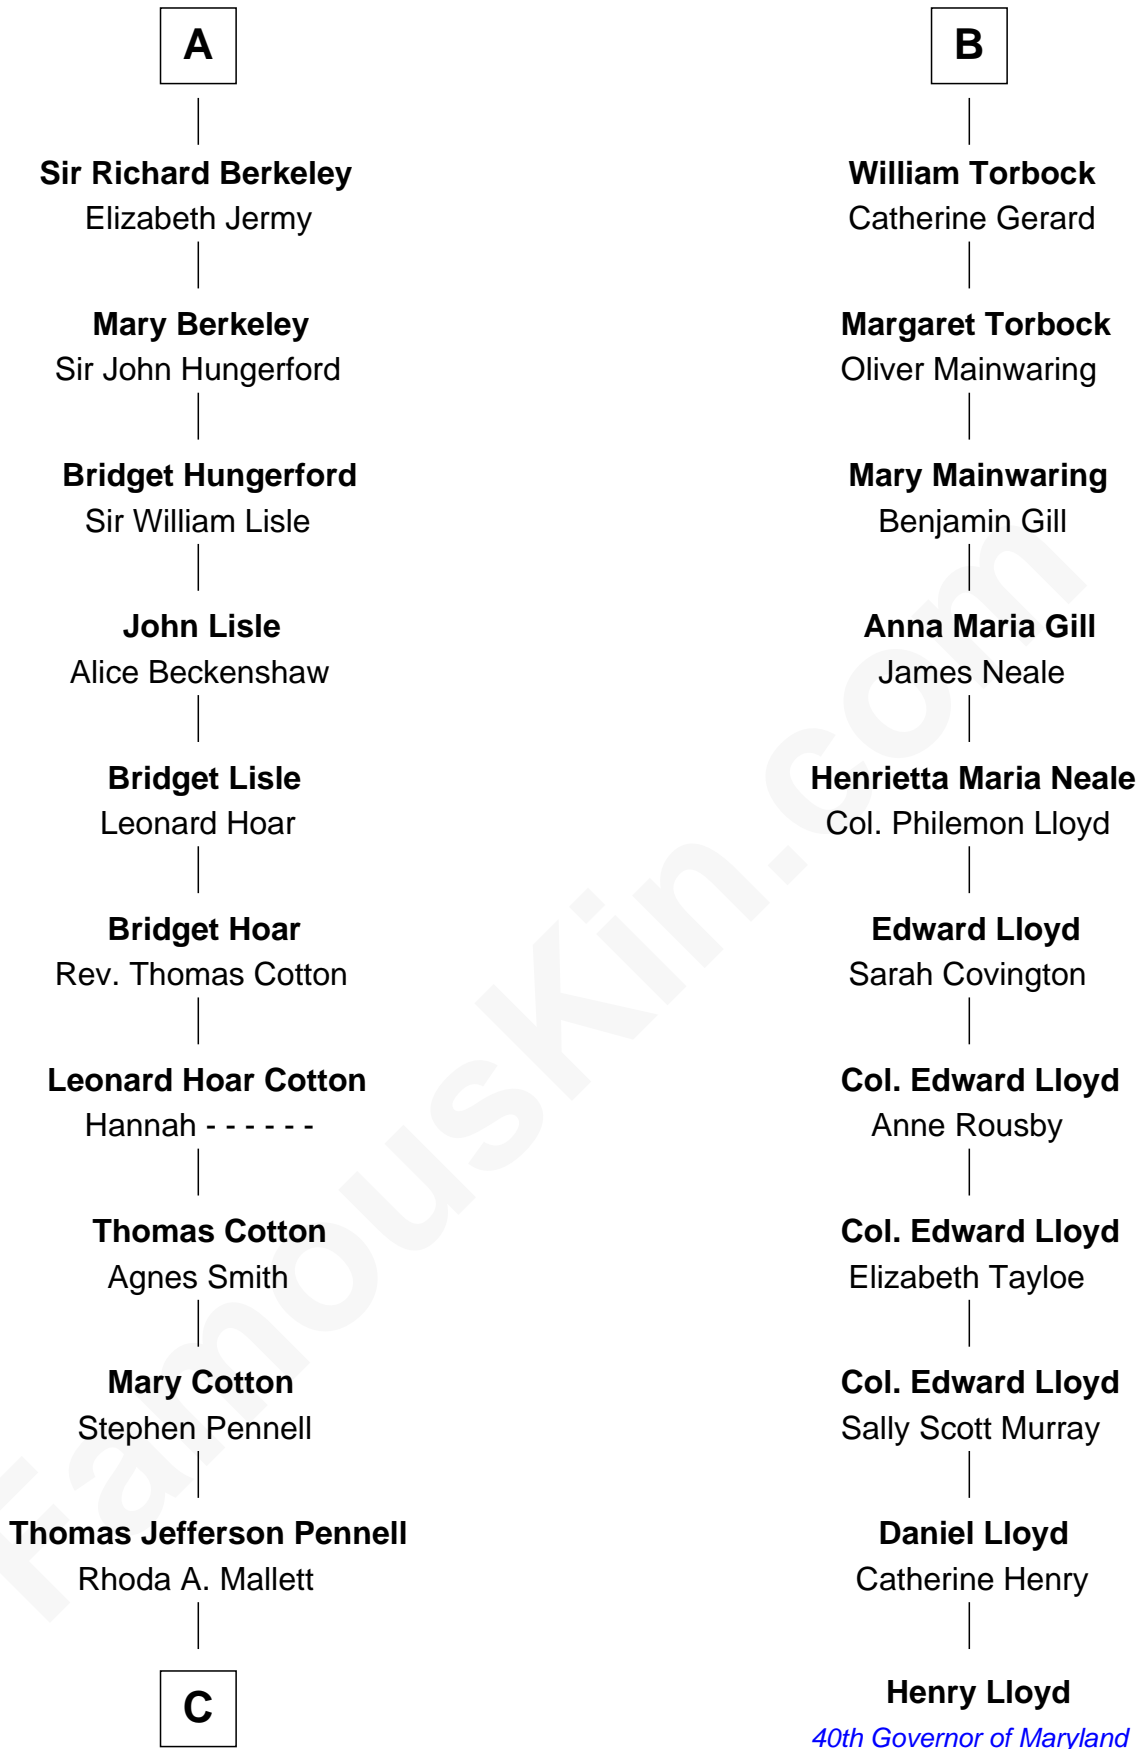 A
Sir Richard Berkeley
Elizabeth Jermy
Mary Berkeley
Sir John Hungerford
Bridget Hungerford
Sir William Lisle
John Lisle
Alice Beckenshaw
Bridget Lisle
Leonard Hoar
Bridget Hoar
Rev. Thomas Cotton
Leonard Hoar Cotton
Hannah - - - - - -
Thomas Cotton
Agnes Smith
Mary Cotton
Stephen Pennell
Thomas Jefferson Pennell
Rhoda A. Mallett
C
B
William Torbock
Catherine Gerard
Margaret Torbock
Oliver Mainwaring
Mary Mainwaring
Benjamin Gill
Anna Maria Gill
James Neale
Henrietta Maria Neale
Col. Philemon Lloyd
Edward Lloyd
Sarah Covington
Col. Edward Lloyd
Anne Rousby
Col. Edward Lloyd
Elizabeth Tayloe
Col. Edward Lloyd
Sally Scott Murray
Daniel Lloyd
Catherine Henry
Henry Lloyd
40th Governor of Maryland
FamousKin.com